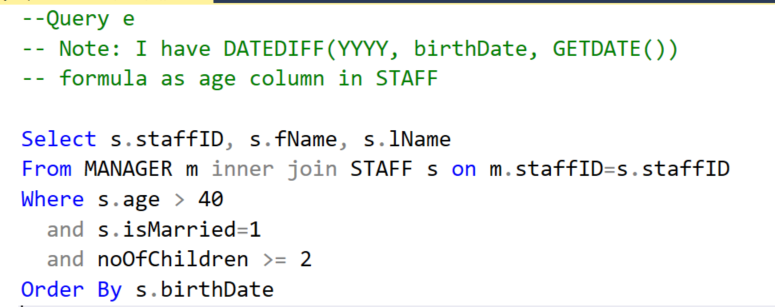 --Query e
-- Note: I have DATEDIFF(YYYY, birthDate, GETDATE())
-- formula as age column in STAFF
Select s.staffID, s.fName, s.lName
From MANAGER m inner join STAFF s on m.staffID=s.staffID
Where s.age > 40
and s.isMarried=1
and noOfChildren >= 2
Order By s.birthDate